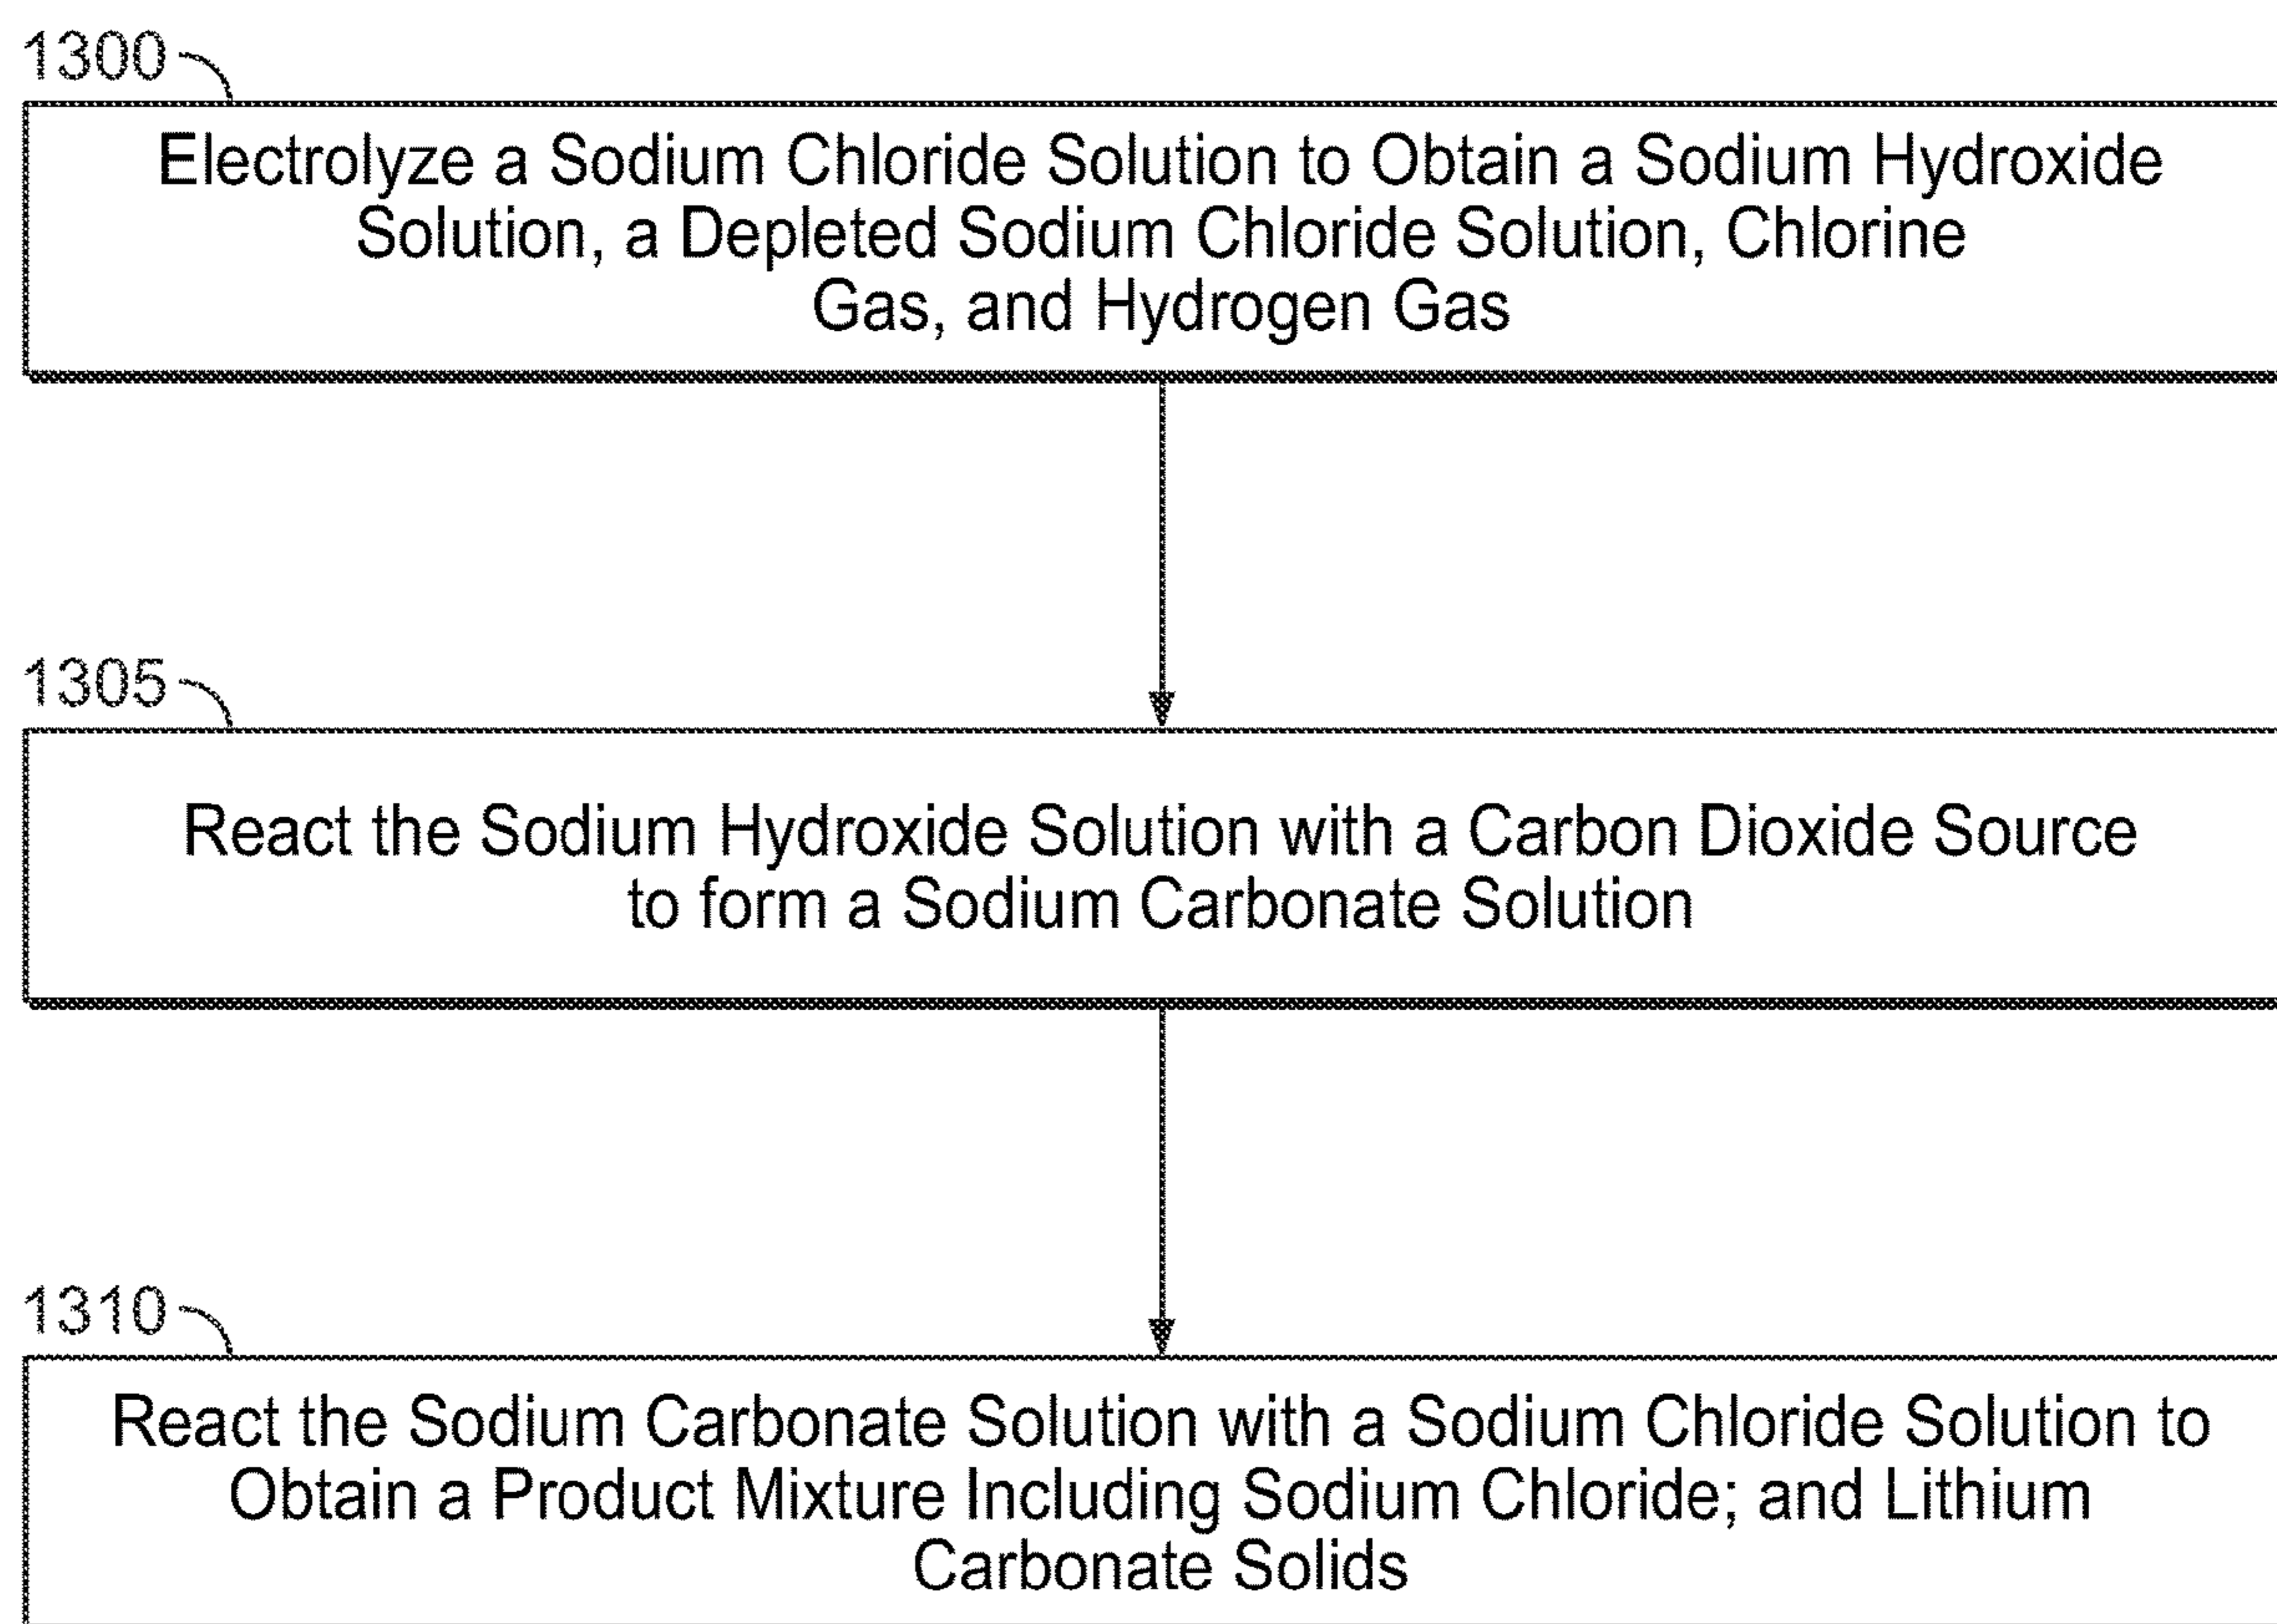 1300
Electrolyze a Sodium Chloride Solution to Obtain a Sodium Hydroxide
Solution, a Depleted Sodium Chloride Solution, Chlorine
Gas, and Hydrogen Gas
1305
React the Sodium Hydroxide Solution with a Carbon Dioxide Source
to form a Sodium Carbonate Solution
1310
React the Sodium Carbonate Solution with a Sodium Chloride Solution to
Obtain a Product Mixture Including Sodium Chloride; and Lithium
Carbonate Solids